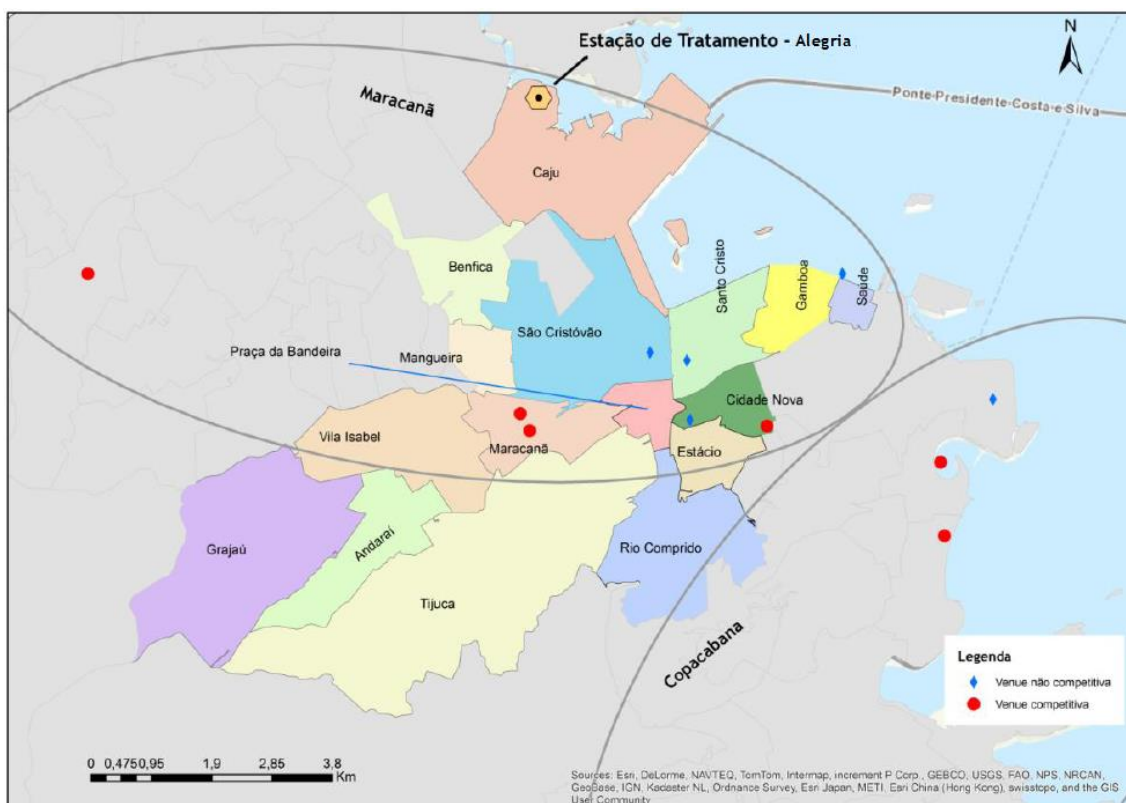 Estação de Tratamento - Alegria
N
Maracanã
Ponte-Presidente-Costa-e-Silva
Caju
Benfica
Santo Cristo
Gamboa
Saúde
São Cristóvão
Praça da Bandeira
Mangueira
Cidade Nova
Vila Isabel
Maracanã
Estácio
Grajaú
Andaraí
Rio Comprido
Tijuca
Copacabana
Legenda
Venue não competitiva
Venue competitiva
0 0,475 0,95 1,9 2,85 3,8
Km
Sources: Esri, DeLorme, NAVTEQ, TomTom, Intermap, increment P Corp., GEBCO, USGS, FAO, NPS, NRCAN,
GeoBase, IGN, Kadaster NL, Ordnance Survey, Esri Japan, METI, Esri China (Hong Kong), swisstopo, and the GIS
User Community